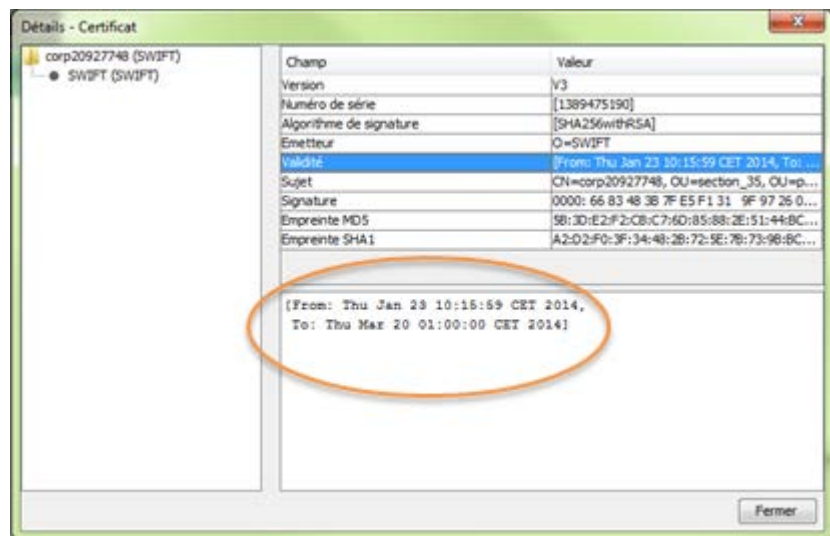 Détails - Certificat
corp20927748 (SWIFT)
SWIFT (SWIFT)
Champ Valeur
Version V3
Numéro de série [1389475190]
Algorithme de signature [SHA256withRSA]
Emetteur O=SWIFT
Validité [From: Thu Jan 23 10:15:59 CET 2014, To: ...
Sujet CN=corp20927748, OU=section_35, OU=p...
Signature 0000: 66 83 48 38 7F E5 F1 31 9F 97 26 0...
Empreinte MD5 5B:3D:E2:F2:CB:C7:6D:85:88:2E:51:44:BC...
Empreinte SHA1 A2:D2:F0:3F:34:48:2B:72:5E:7B:73:9B:BC...
[From: Thu Jan 23 10:15:59 CET 2014,
To: Thu Mar 20 01:00:00 CET 2014]
Fermer